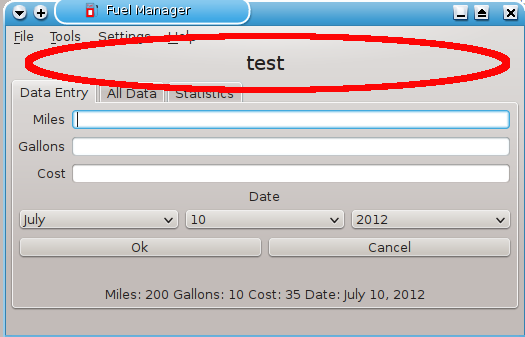 Fuel Manager
File Tools Settings Help
test
Data Entry All Data Statistics
Miles
Gallons
Cost
Date
July 10 2012
Ok Cancel
Miles: 200 Gallons: 10 Cost: 35 Date: July 10, 2012